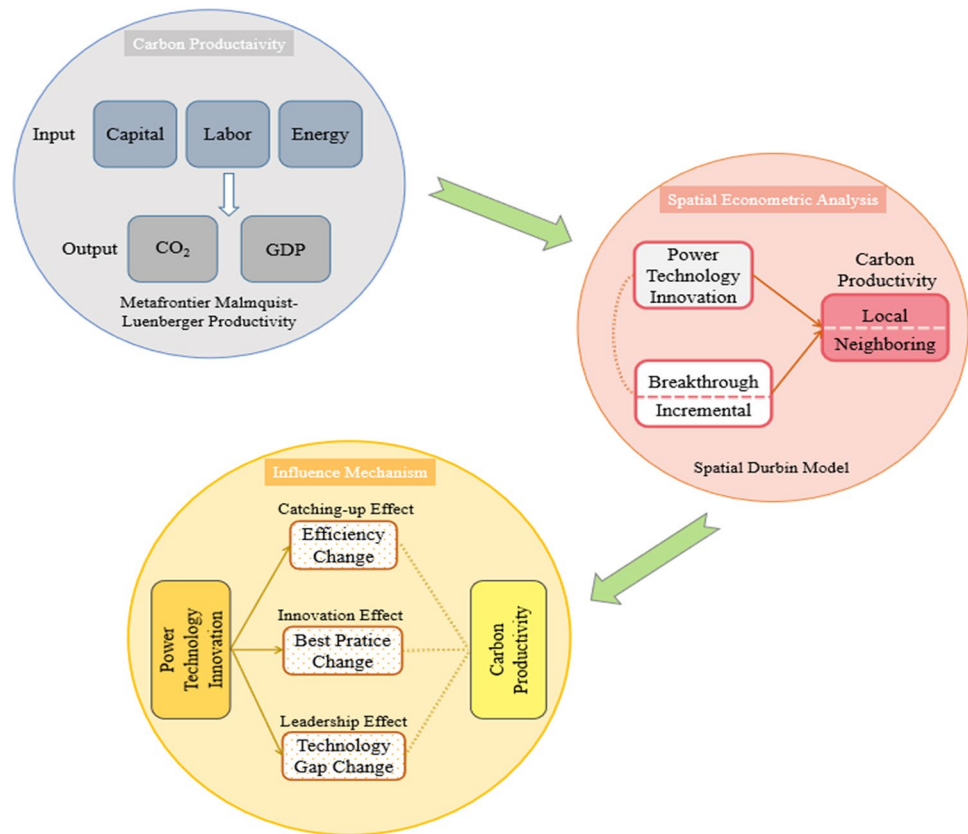 Carbon Productaivity
Input
Capital
Labor
Energy
Output
CO₂
GDP
Metafrontier Malmquist-
Luenberger Productivity
Spatial Econometric Analysis
Power
Technology
Innovation
Carbon
Productivity
Local
Neighboring
Breakthrough
Incremental
Spatial Durbin Model
Influence Mechanism
Catching-up Effect
Efficiency
Change
Power
Technology
Innovation
Innovation Effect
Best Pratice
Change
Carbon
Productivity
Leadership Effect
Technology
Gap Change